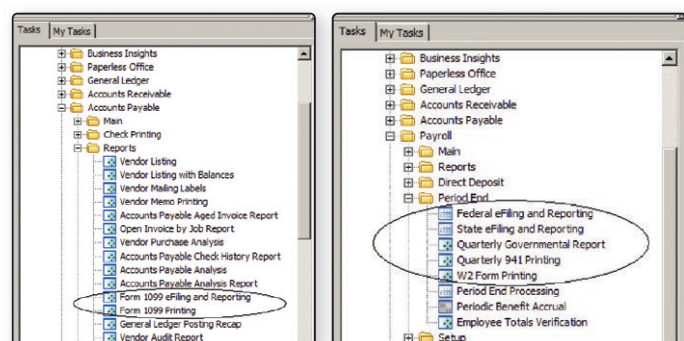 Tasks My Tasks
Business Insights
Paperless Office
General Ledger
Accounts Receivable
Accounts Payable
Main
Check Printing
Reports
Vendor Listing
Vendor Listing with Balances
Vendor Mailing Labels
Vendor Memo Printing
Accounts Payable Aged Invoice Report
Open Invoice by Job Report
Vendor Purchase Analysis
Accounts Payable Check History Report
Accounts Payable Analysis
Accounts Payable Analysis Report
Form 1099 eFiling and Reporting
Form 1099 Printing
General Ledger Posting Recap
Vendor Audit Report
Tasks My Tasks
Business Insights
Paperless Office
General Ledger
Accounts Receivable
Accounts Payable
Payroll
Main
Reports
Direct Deposit
Period End
Federal eFiling and Reporting
State eFiling and Reporting
Quarterly Governmental Report
Quarterly 941 Printing
W2 Form Printing
Period End Processing
Periodic Benefit Accrual
Employee Totals Verification
Setup